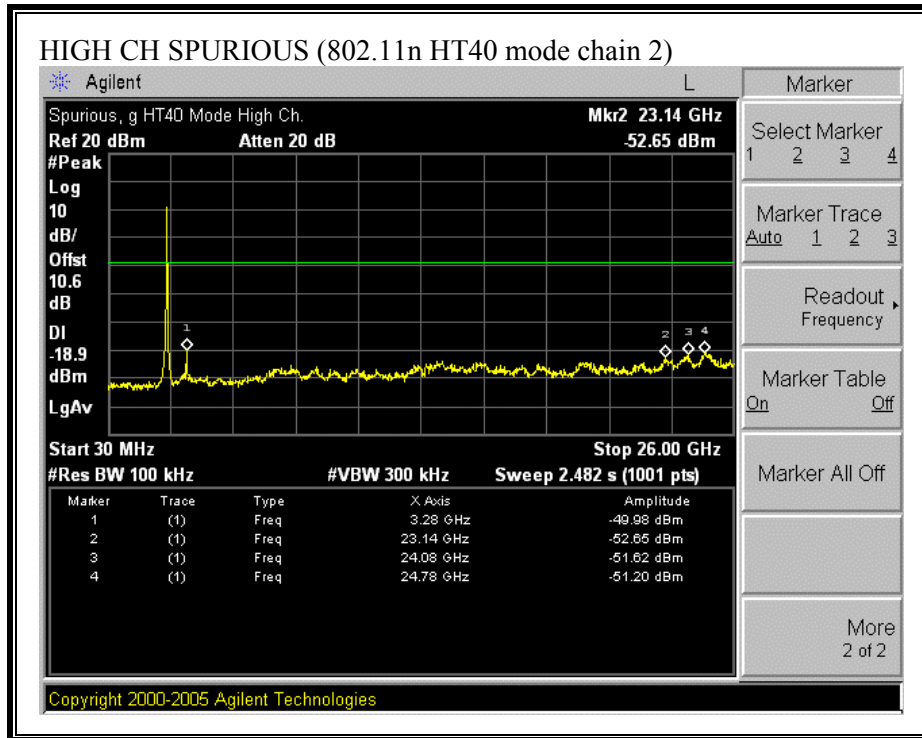 HIGH CH SPURIOUS (802.11n HT40 mode chain 2)
Agilent L
Spurious, g HT40 Mode High Ch. Mkr2 23.14 GHz
Ref 20 dBm Atten 20 dB -52.65 dBm
#Peak
Log
10
dB/
Offst
10.6
dB
DI
-18.9
dBm
LgAv
1
2 3 4
Start 30 MHz Stop 26.00 GHz
#Res BW 100 kHz #VBW 300 kHz Sweep 2.482 s (1001 pts)
Marker Trace Type X Axis Amplitude
1 (1) Freq 3.28 GHz -49.98 dBm
2 (1) Freq 23.14 GHz -52.65 dBm
3 (1) Freq 24.08 GHz -51.62 dBm
4 (1) Freq 24.78 GHz -51.20 dBm
Marker
Select Marker
1 2 3 4
Marker Trace
Auto 1 2 3
Readout
Frequency
Marker Table
On Off
Marker All Off
More
2 of 2
Copyright 2000-2005 Agilent Technologies